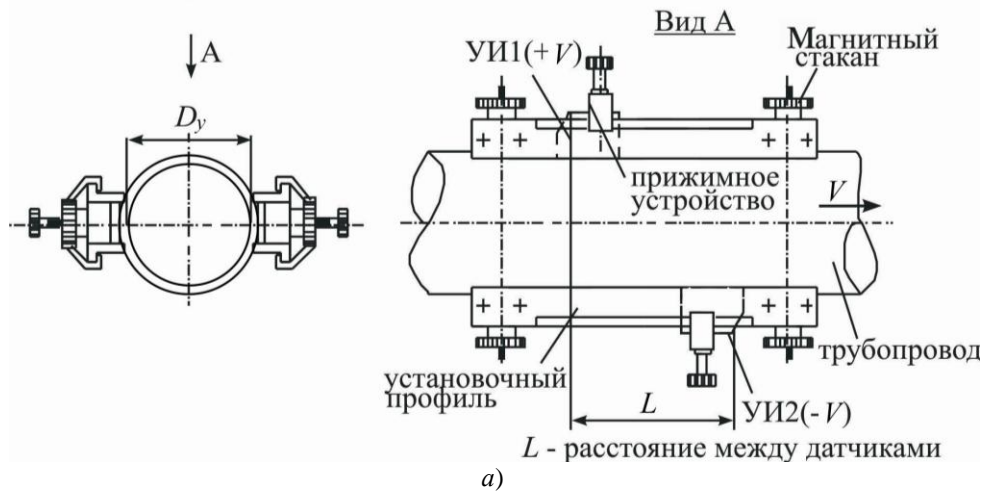 А
Вид А
УИ1(+V)
Магнитный
стакан
Dу
прижимное
устройство
V
трубопровод
установочный
профиль
L
УИ2(-V)
L - расстояние между датчиками
а)